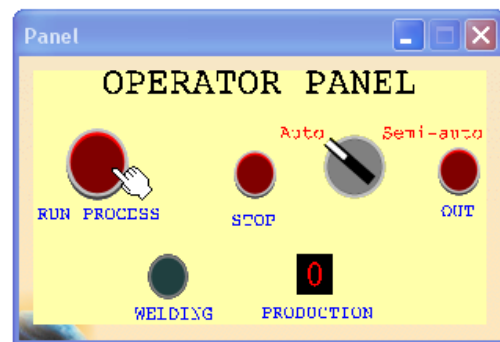 Panel
OPERATOR PANEL
Auto Semi-auto
RUN PROCESS
STOP
OUT
0
WELDING
PRODUCTION